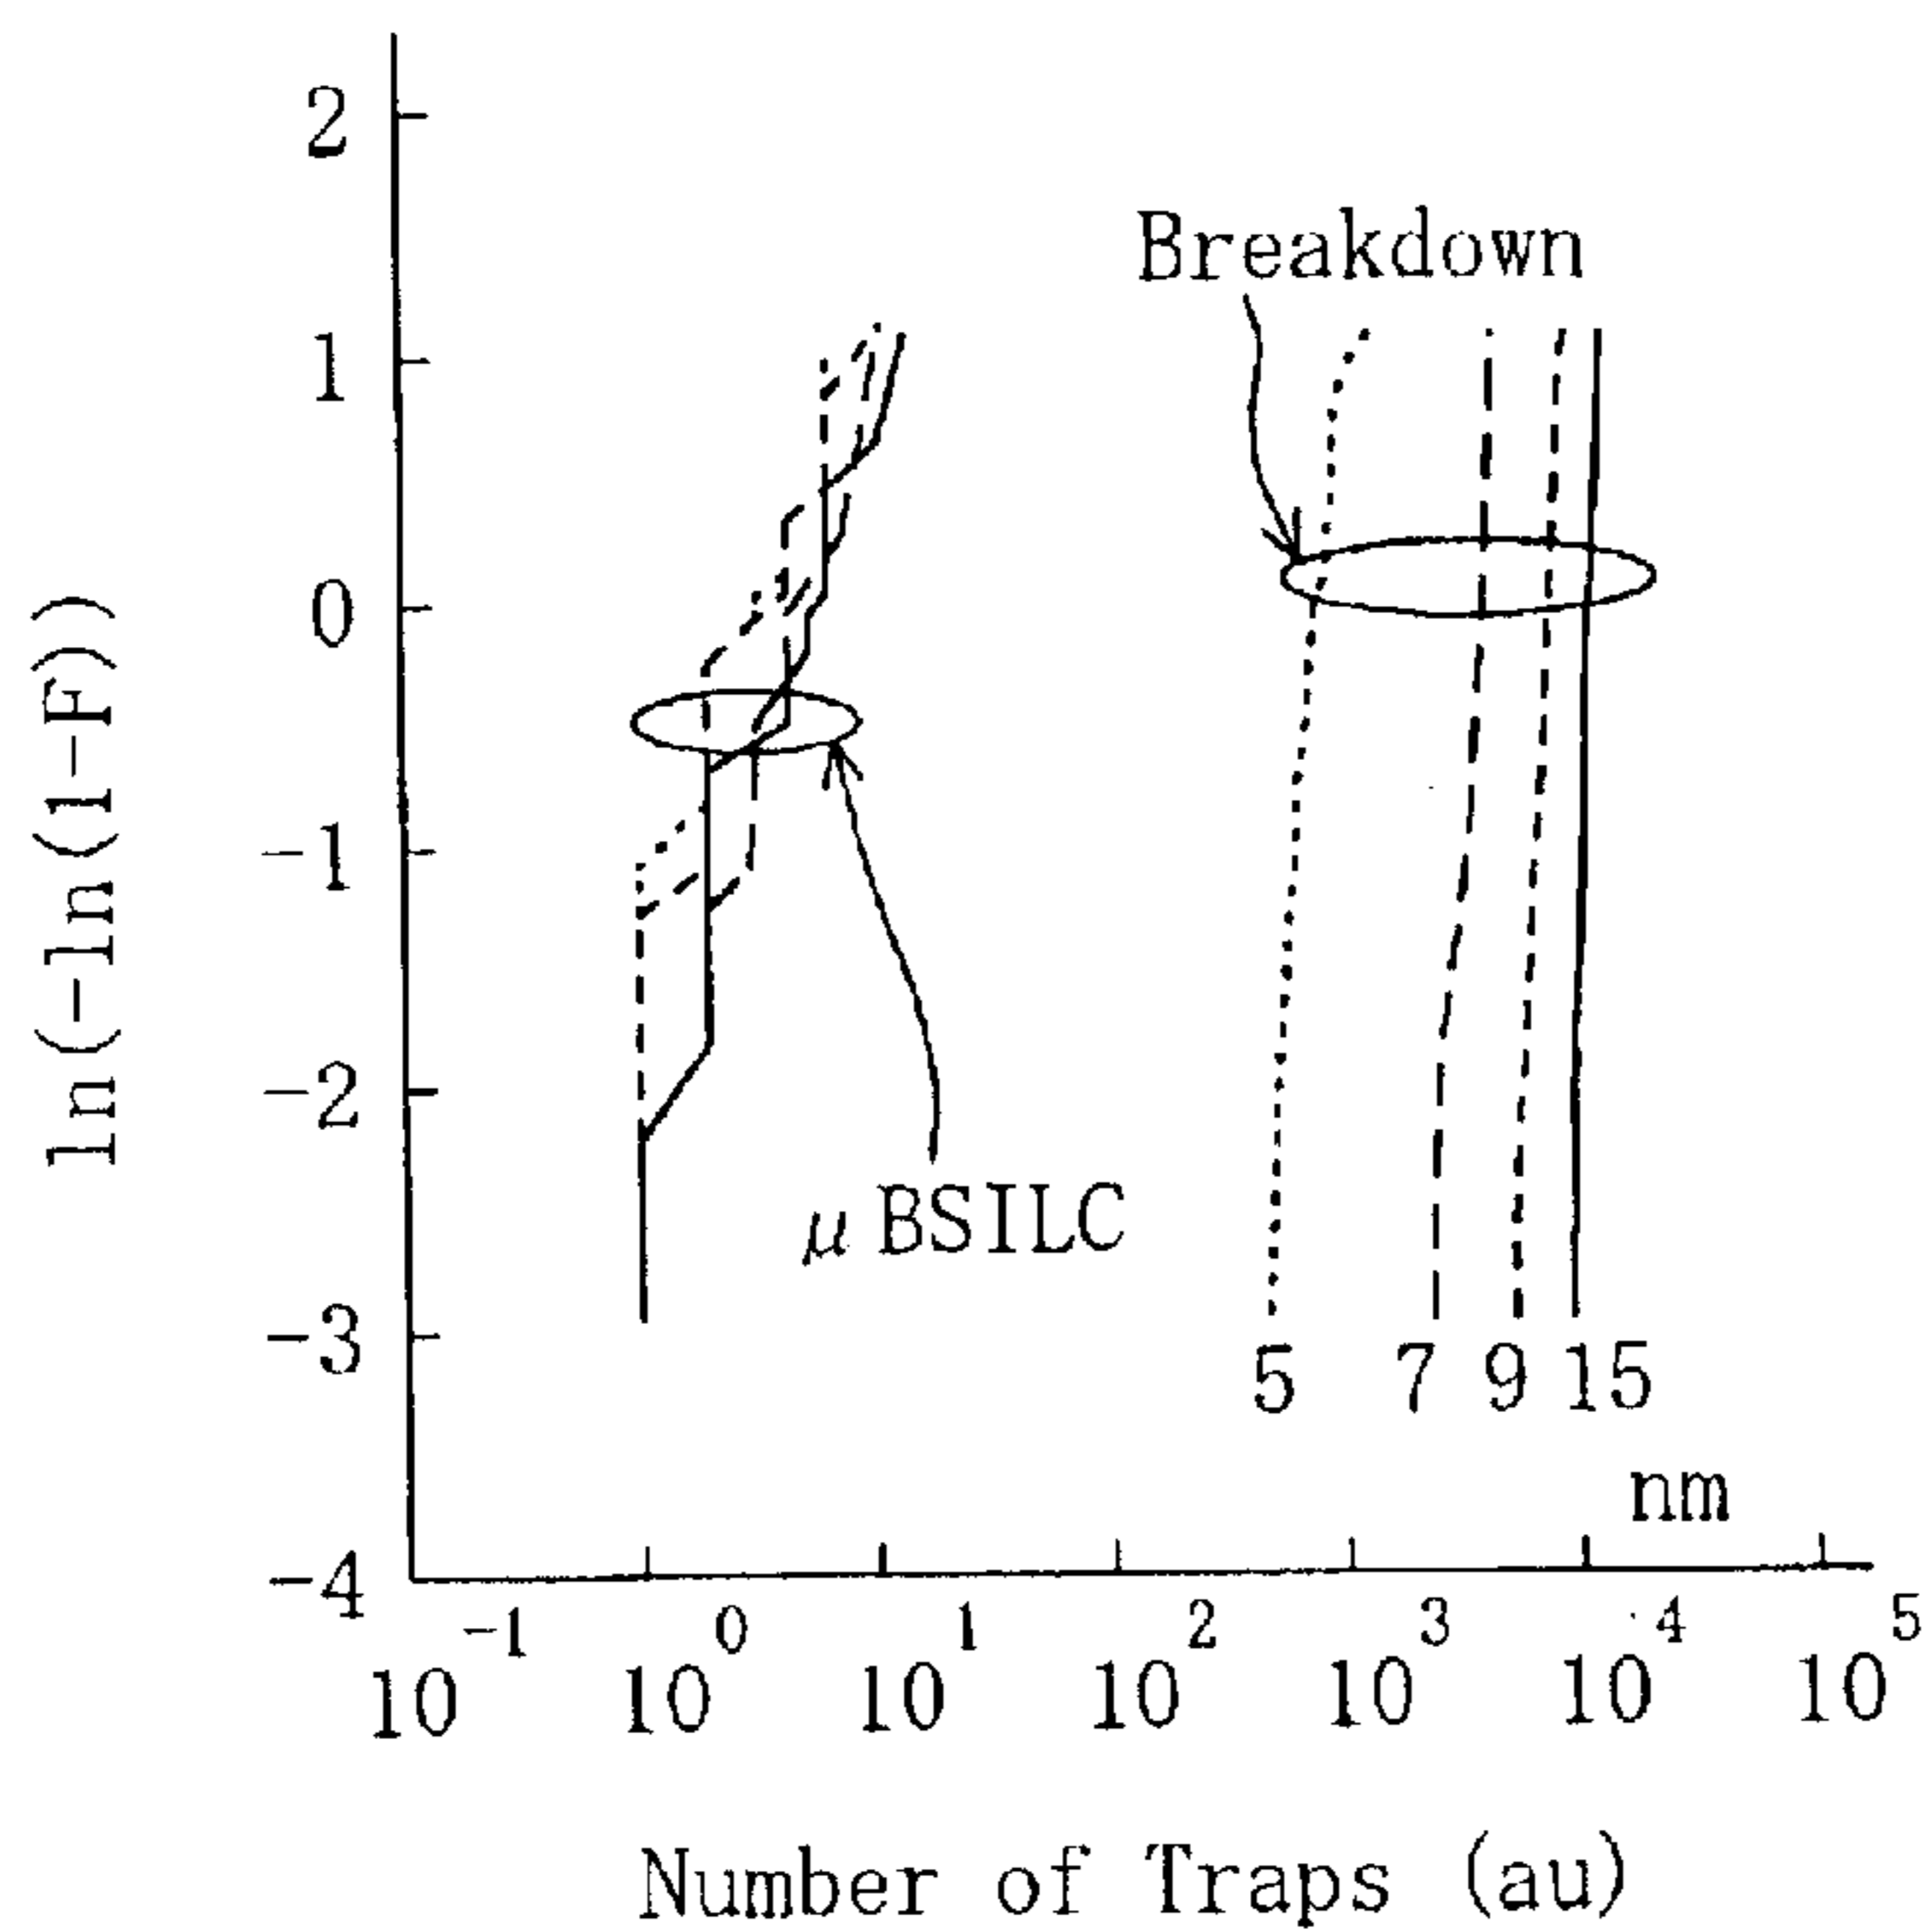 2
1
0
-1
-2
-3
-4
ln(-ln(1-F))
Breakdown
μ BSILC
5 7 9 15
nm
10^-1 10^0 10^1 10^2 10^3 10^4 10^5
Number of Traps (au)